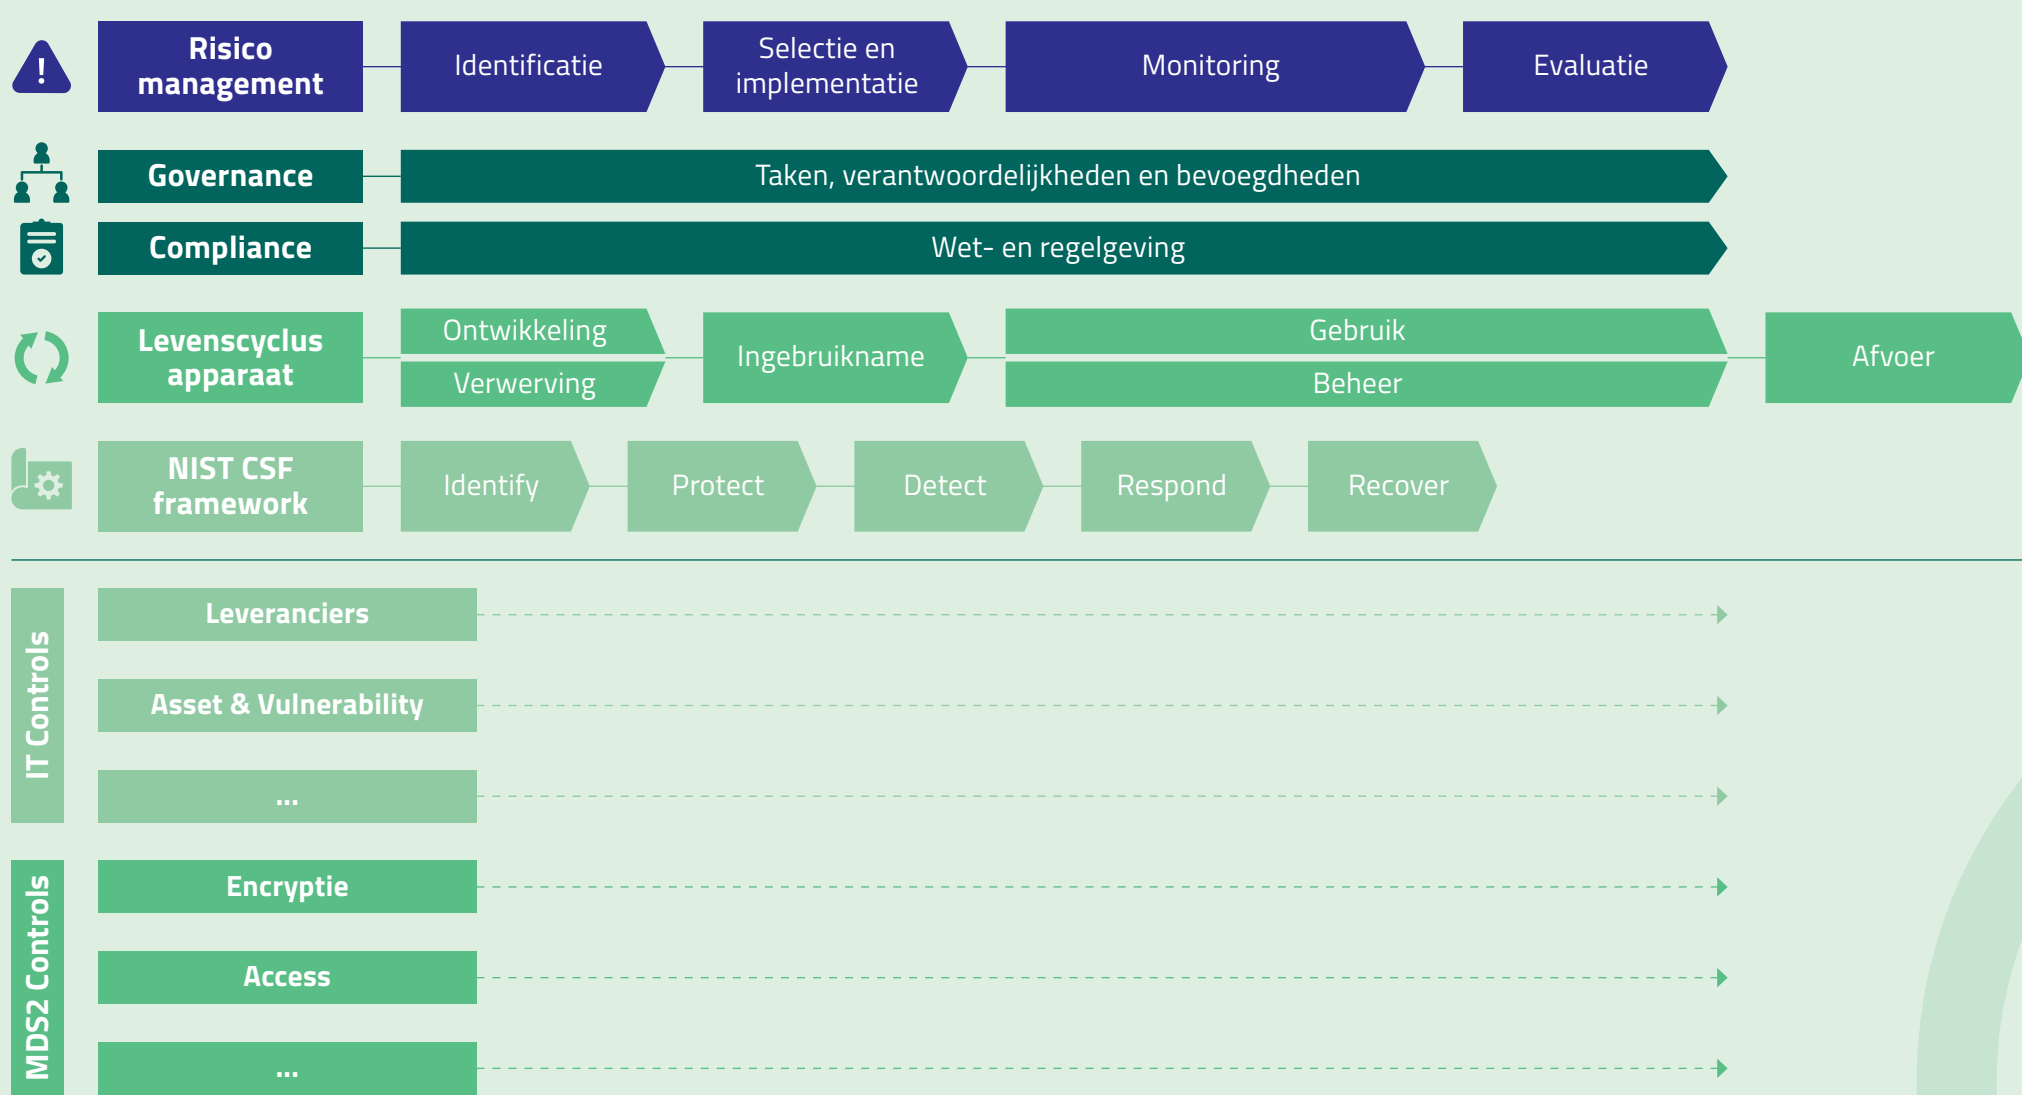 Risico
management
Identificatie
Selectie en
implementatie
Monitoring
Evaluatie
Governance
Taken, verantwoordelijkheden en bevoegdheden
Compliance
Wet- en regelgeving
Levenscyclus
apparaat
Ontwikkeling
Verwerving
Ingebruikname
Gebruik
Beheer
Afvoer
NIST CSF
framework
Identify
Protect
Detect
Respond
Recover
IT Controls
Leveranciers
Asset & Vulnerability
...
MDS2 Controls
Encryptie
Access
...